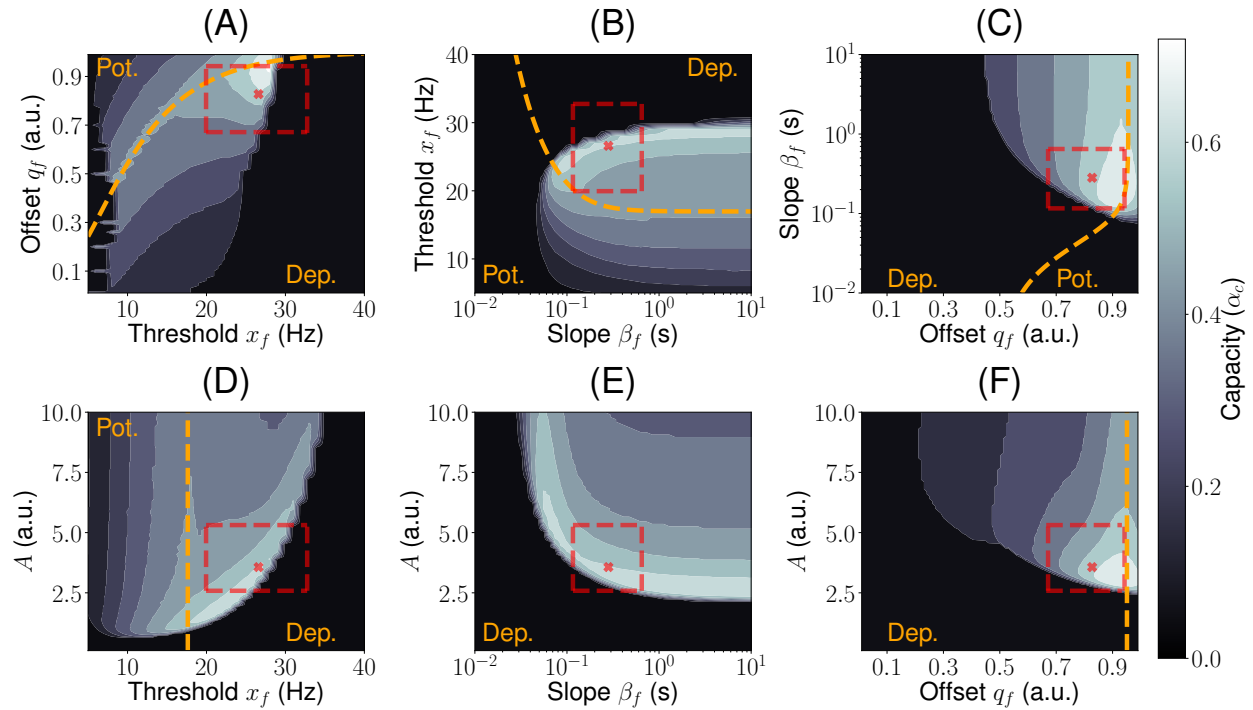 (A)
Pot.
Dep.
Offset $q_f$ (a.u.)
0.9
0.7
0.5
0.3
0.1
10
20
30
40
Threshold $x_f$ (Hz)
(B)
Dep.
Pot.
Threshold $x_f$ (Hz)
40
30
20
10
$10^{-2}$
$10^{-1}$
$10^{0}$
$10^{1}$
Slope $\beta_f$ (s)
(C)
Dep.
Pot.
Slope $\beta_f$ (s)
$10^{1}$
$10^{0}$
$10^{-1}$
$10^{-2}$
0.1
0.3
0.5
0.7
0.9
Offset $q_f$ (a.u.)
(D)
Pot.
Dep.
$A$ (a.u.)
10.0
7.5
5.0
2.5
10
20
30
40
Threshold $x_f$ (Hz)
(E)
Dep.
$A$ (a.u.)
10.0
7.5
5.0
2.5
$10^{-2}$
$10^{-1}$
$10^{0}$
$10^{1}$
Slope $\beta_f$ (s)
(F)
Dep.
$A$ (a.u.)
10.0
7.5
5.0
2.5
0.1
0.3
0.5
0.7
0.9
Offset $q_f$ (a.u.)
Capacity ($\alpha_c$)
0.6
0.4
0.2
0.0